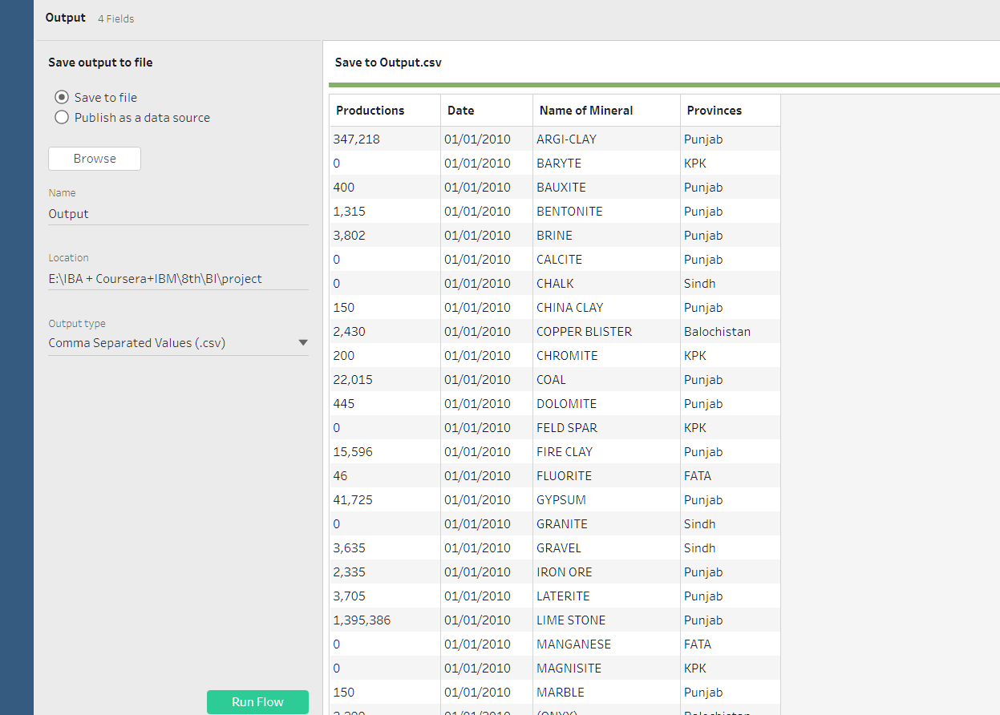 Output 4 Fields
Save output to file
Save to file
Publish as a data source
Browse
Name
Output
Location
E:\IBA + Coursera+IBM\8th\BI\project
Output type
Comma Separated Values (.csv)
Run Flow
Save to Output.csv
Productions Date Name of Mineral Provinces
347,218 01/01/2010 ARGI-CLAY Punjab
0 01/01/2010 BARYTE KPK
400 01/01/2010 BAUXITE Punjab
1,315 01/01/2010 BENTONITE Punjab
3,802 01/01/2010 BRINE Punjab
0 01/01/2010 CALCITE Punjab
0 01/01/2010 CHALK Sindh
150 01/01/2010 CHINA CLAY Punjab
2,430 01/01/2010 COPPER BLISTER Balochistan
200 01/01/2010 CHROMITE KPK
22,015 01/01/2010 COAL Punjab
445 01/01/2010 DOLOMITE Punjab
0 01/01/2010 FELD SPAR KPK
15,596 01/01/2010 FIRE CLAY Punjab
46 01/01/2010 FLUORITE FATA
41,725 01/01/2010 GYPSUM Punjab
0 01/01/2010 GRANITE Sindh
3,635 01/01/2010 GRAVEL Sindh
2,335 01/01/2010 IRON ORE Punjab
3,705 01/01/2010 LATERITE Punjab
1,395,386 01/01/2010 LIME STONE Punjab
0 01/01/2010 MANGANESE FATA
0 01/01/2010 MAGNISITE KPK
150 01/01/2010 MARBLE Punjab
01/01/2010 (ONYX) Balochistan